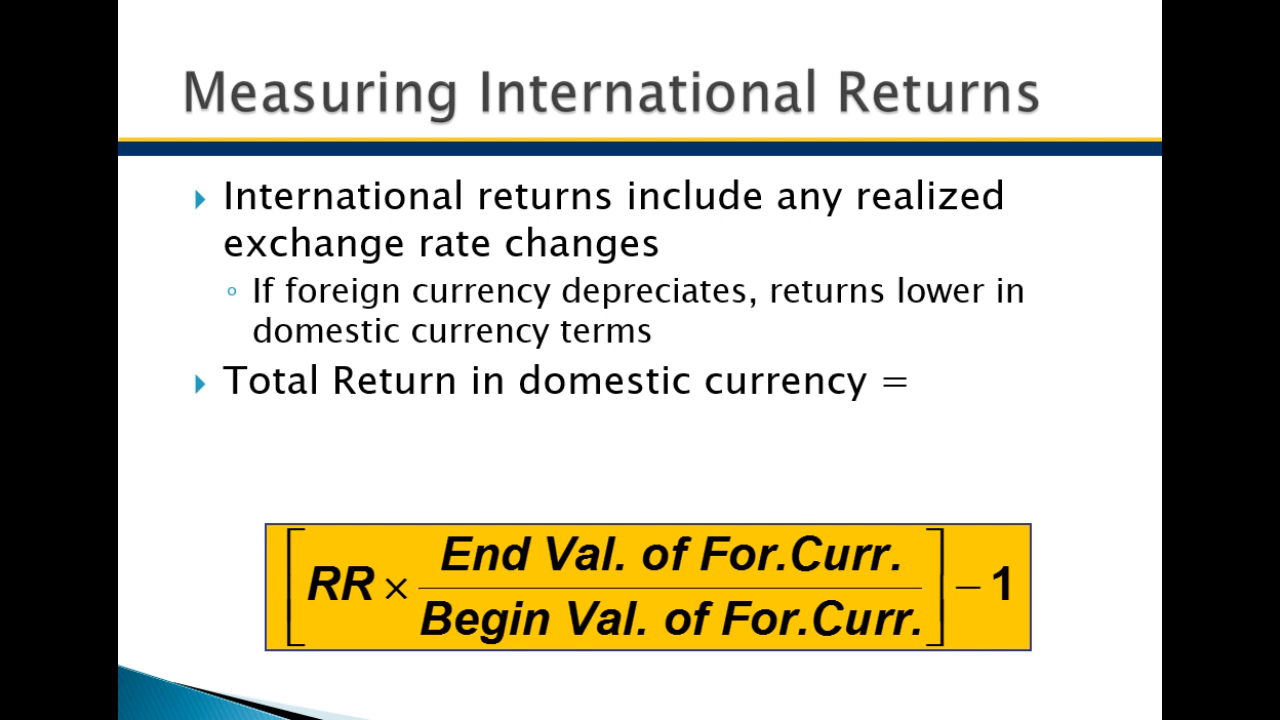 Measuring International Returns
International returns include any realized
exchange rate changes
If foreign currency depreciates, returns lower in
domestic currency terms
Total Return in domestic currency =
[RR × End Val. of For.Curr. / Begin Val. of For.Curr.] − 1